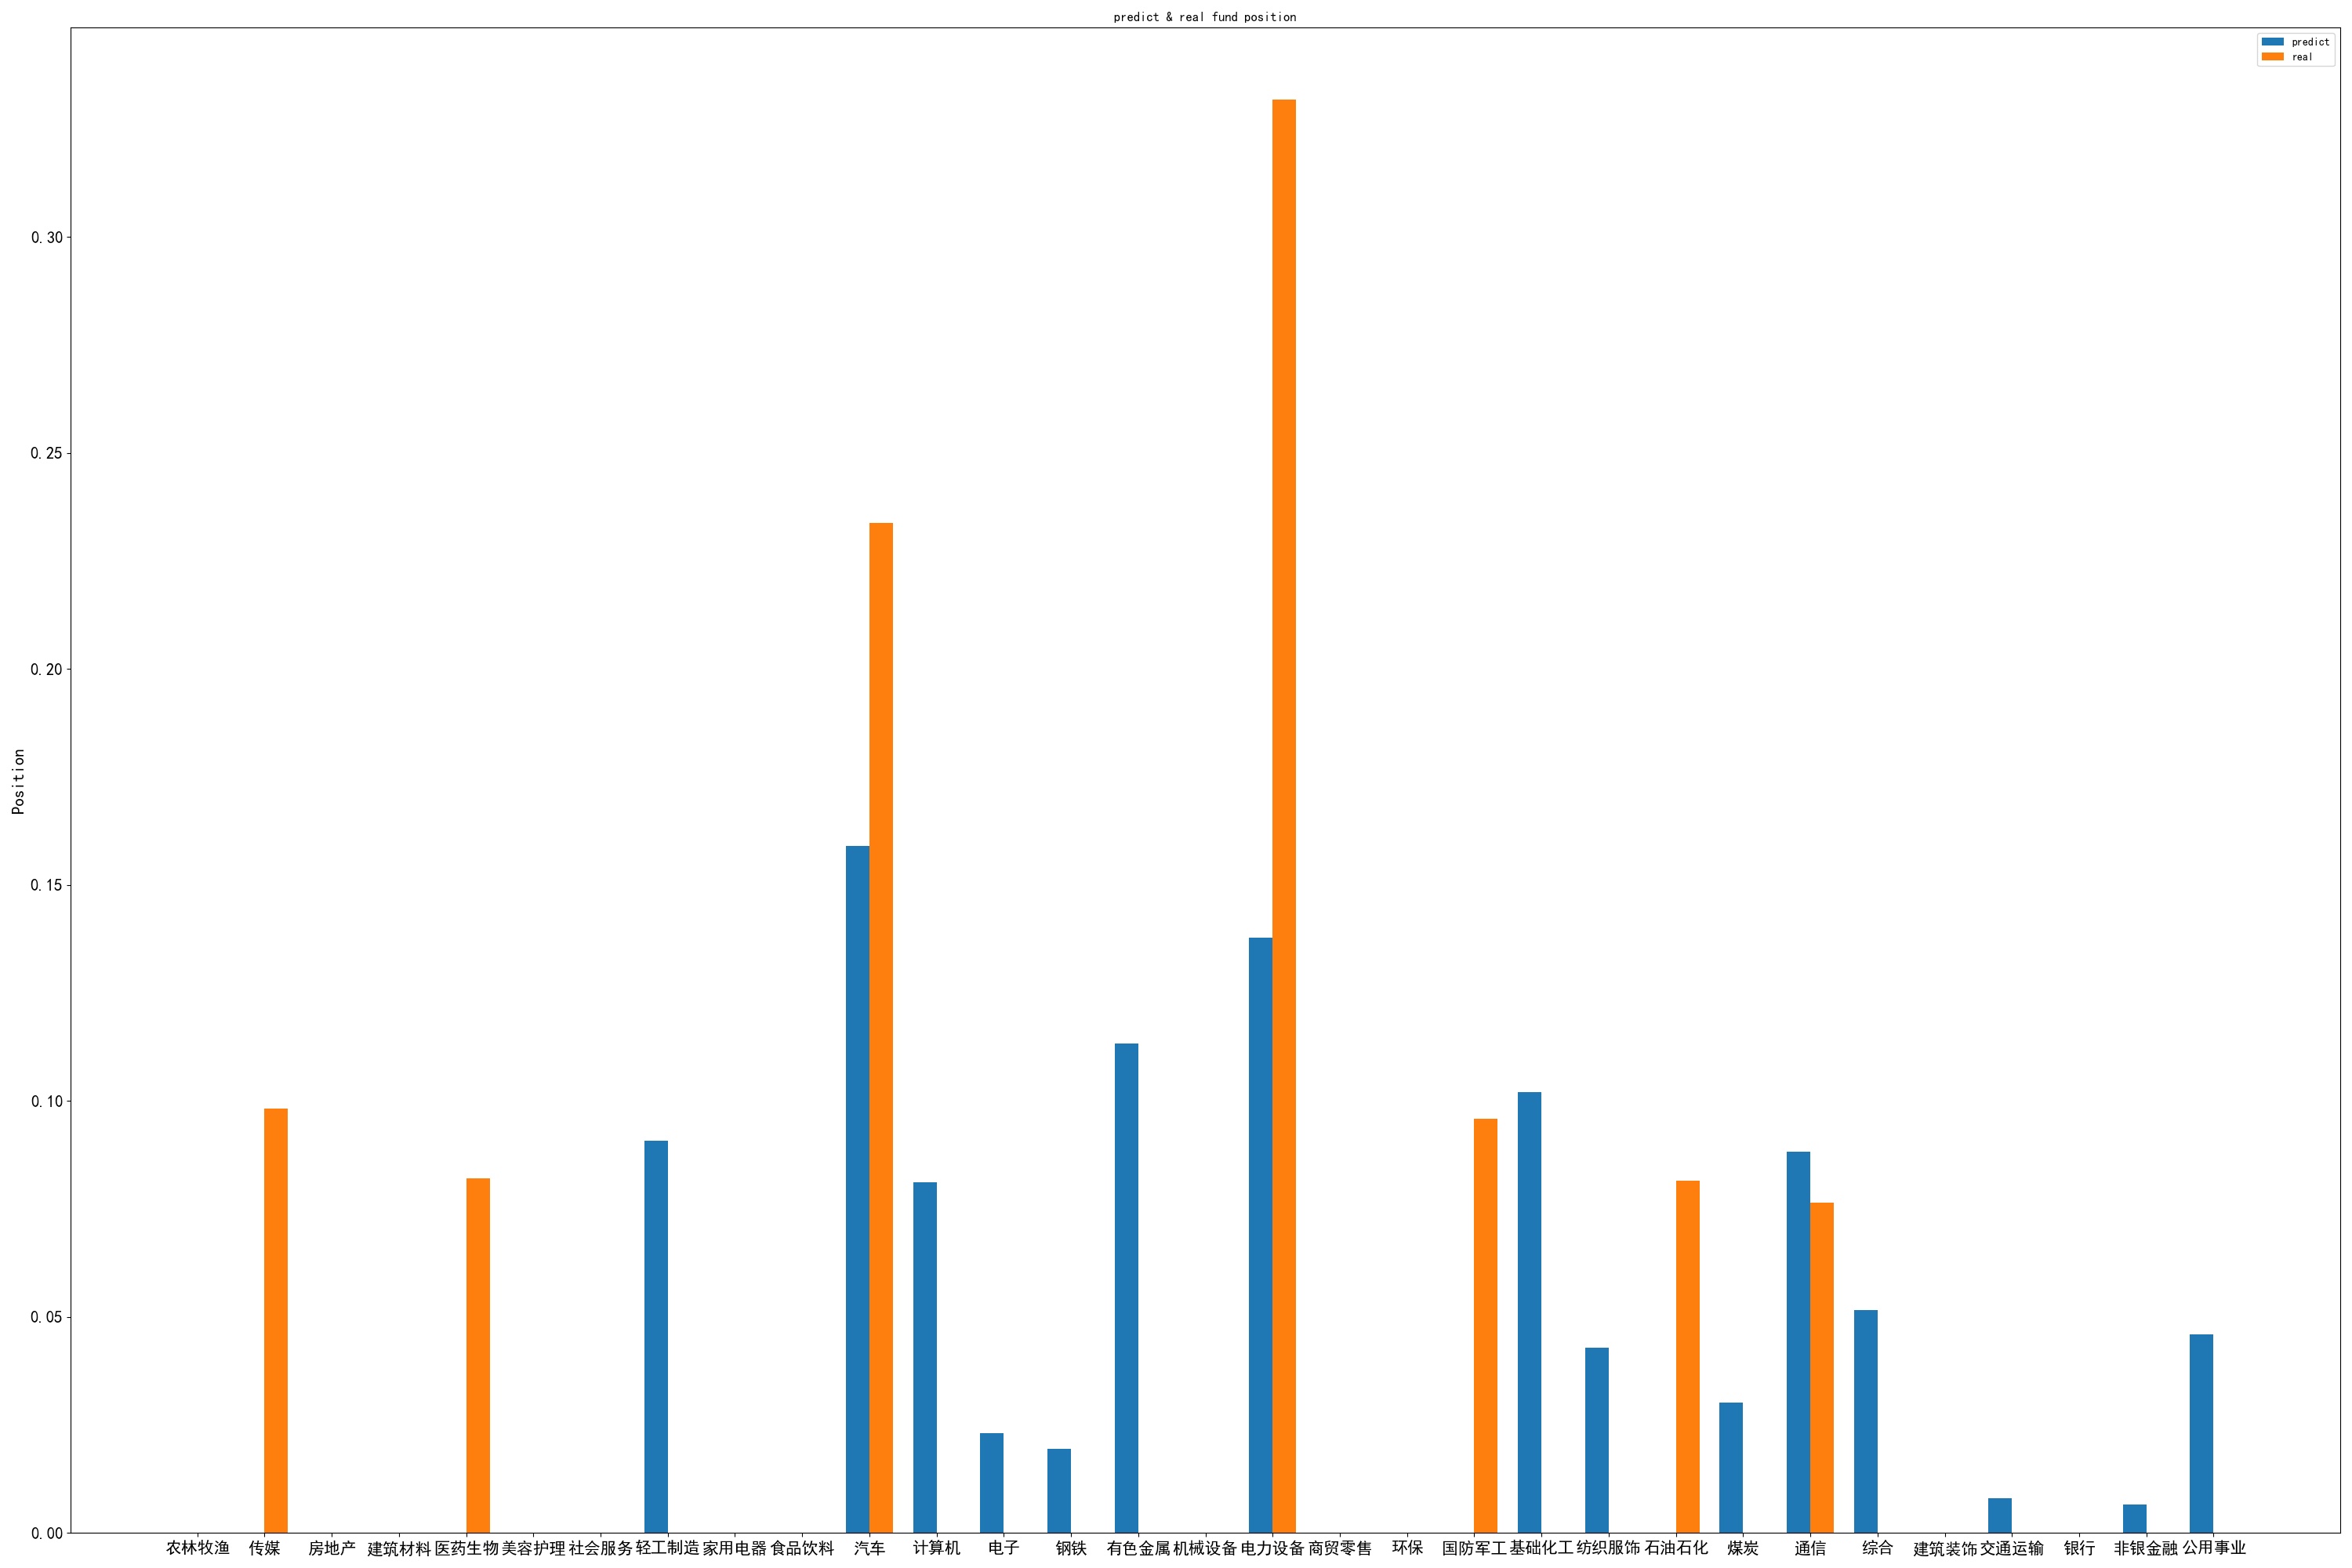 predict & real fund position
predict
real
Position
0.30
0.25
0.20
0.15
0.10
0.05
0.00
农林牧渔 传媒 房地产 建筑材料 医药生物 美容护理 社会服务 轻工制造 家用电器 食品饮料 汽车 计算机 电子 钢铁 有色金属 机械设备 电力设备 商贸零售 环保 国防军工 基础化工 纺织服饰 石油石化 煤炭 通信 综合 建筑装饰 交通运输 银行 非银金融 公用事业